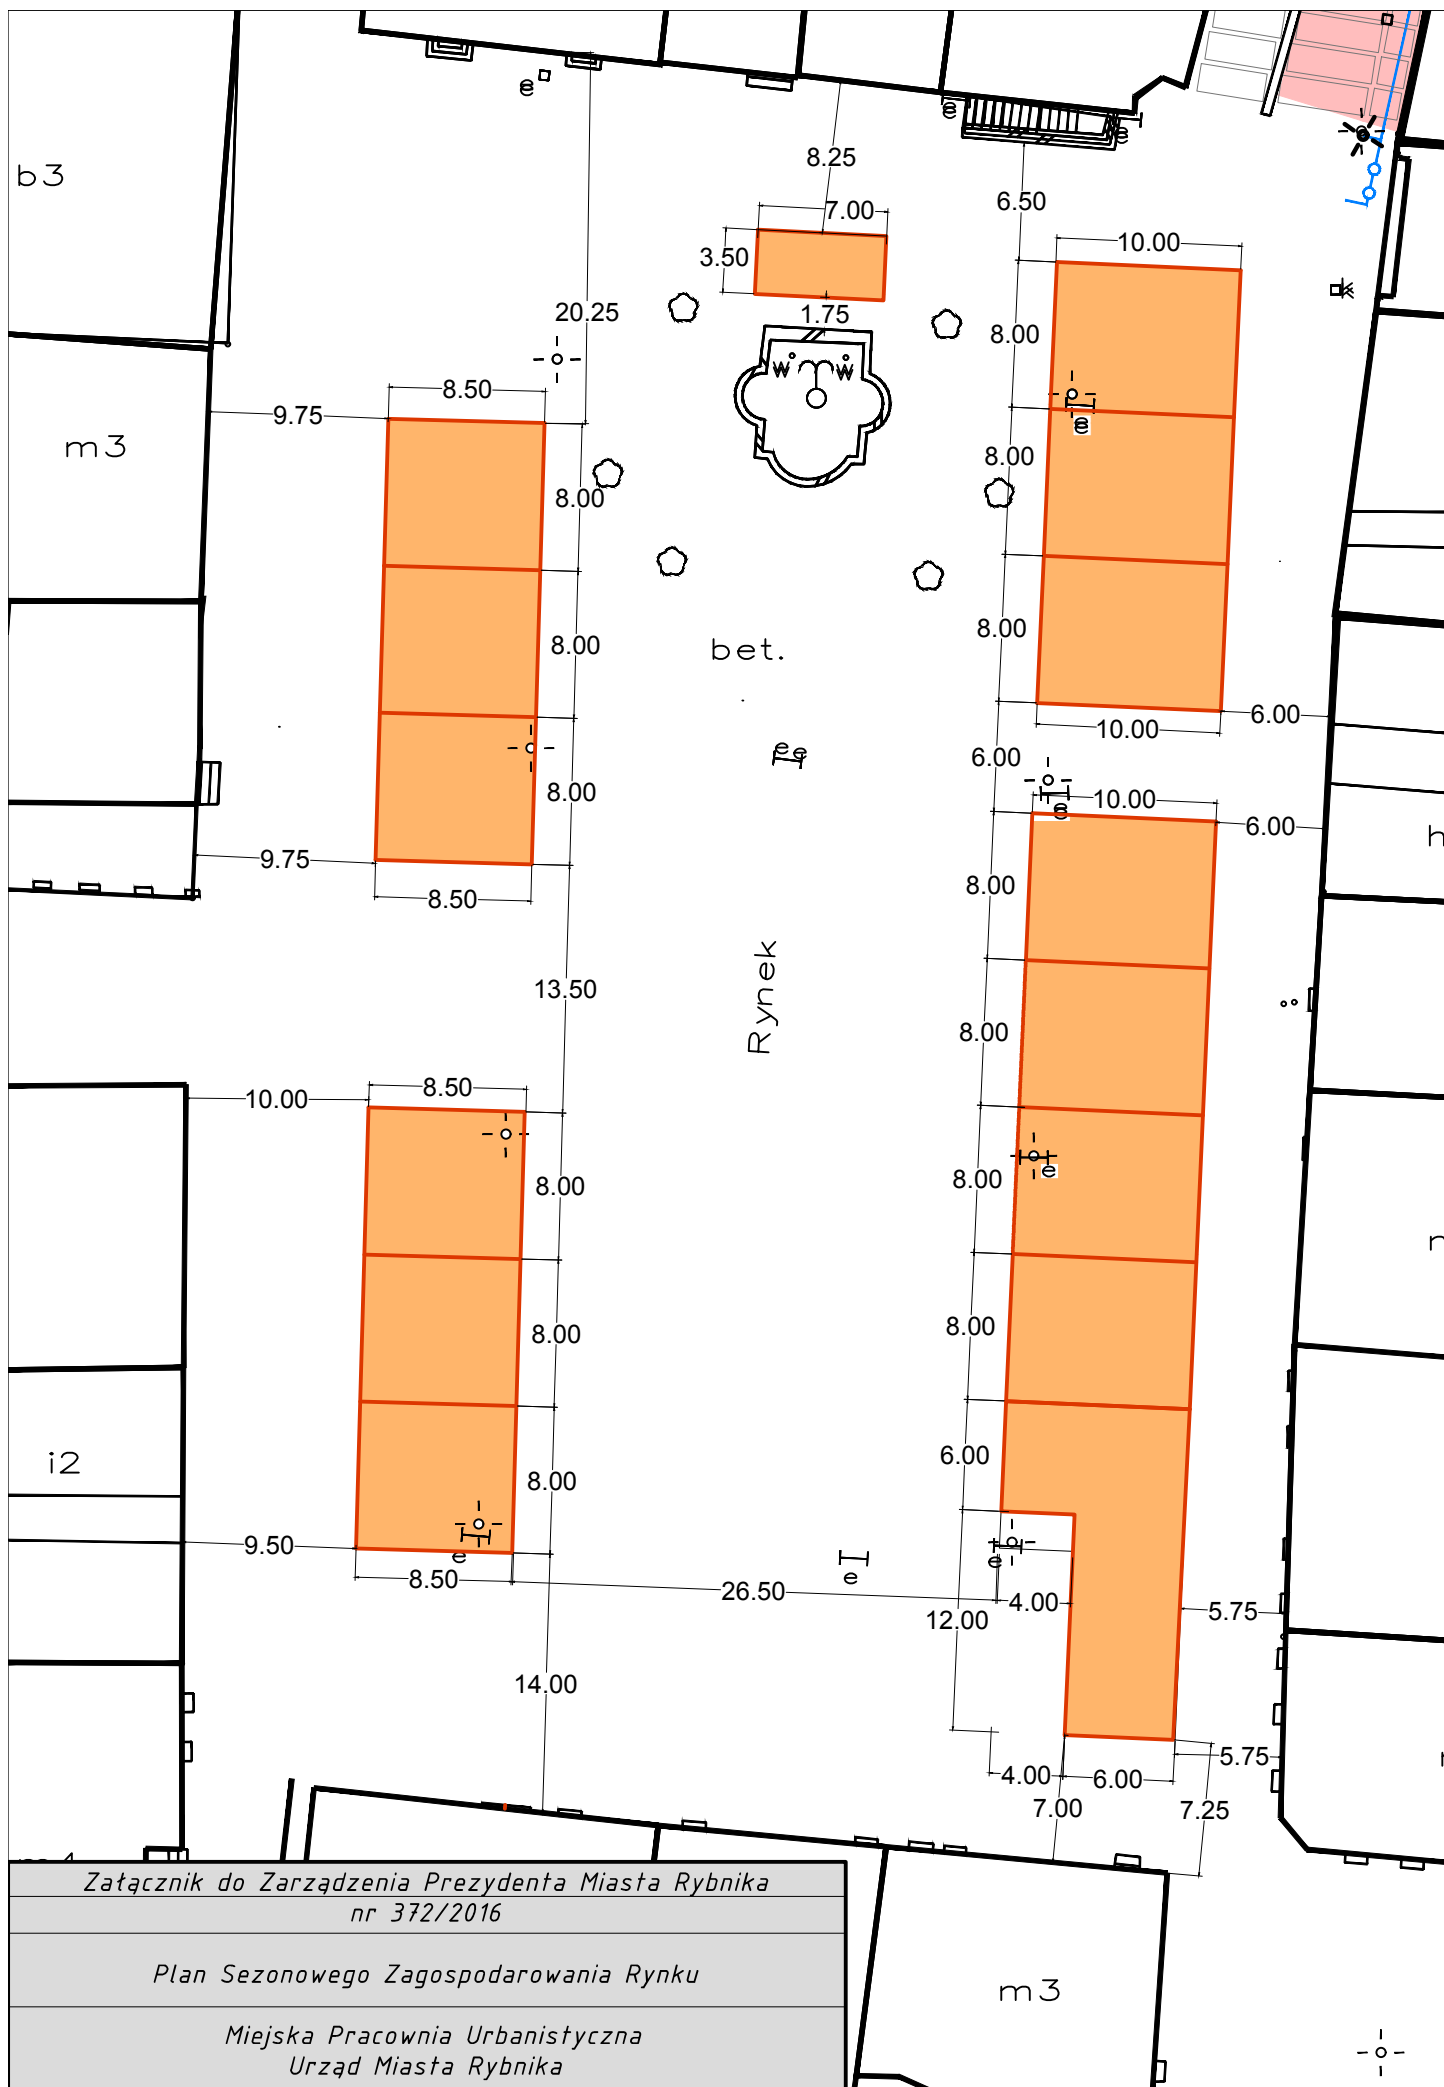 e
e
e
b3
8.25
6.50
7.00
3.50
10.00
k
20.25
1.75
8.00
W W
8.50
9.75
e
m3
8.00
8.00
8.00
8.00
bet.
6.00
10.00
e e
6.00
8.00
10.00
e
6.00
h
9.75
8.00
8.50
Rynek
13.50
8.00
8.50
10.00
e
8.00
8.00
8.00
8.00
6.00
i2
8.00
9.50
e
e
e
8.50
26.50
4.00
5.75
12.00
14.00
5.75
4.00
6.00
7.00
7.25
Załącznik do Zarządzenia Prezydenta Miasta Rybnika
nr 372/2016
Plan Sezonowego Zagospodarowania Rynku
m3
Miejska Pracownia Urbanistyczna
Urząd Miasta Rybnika